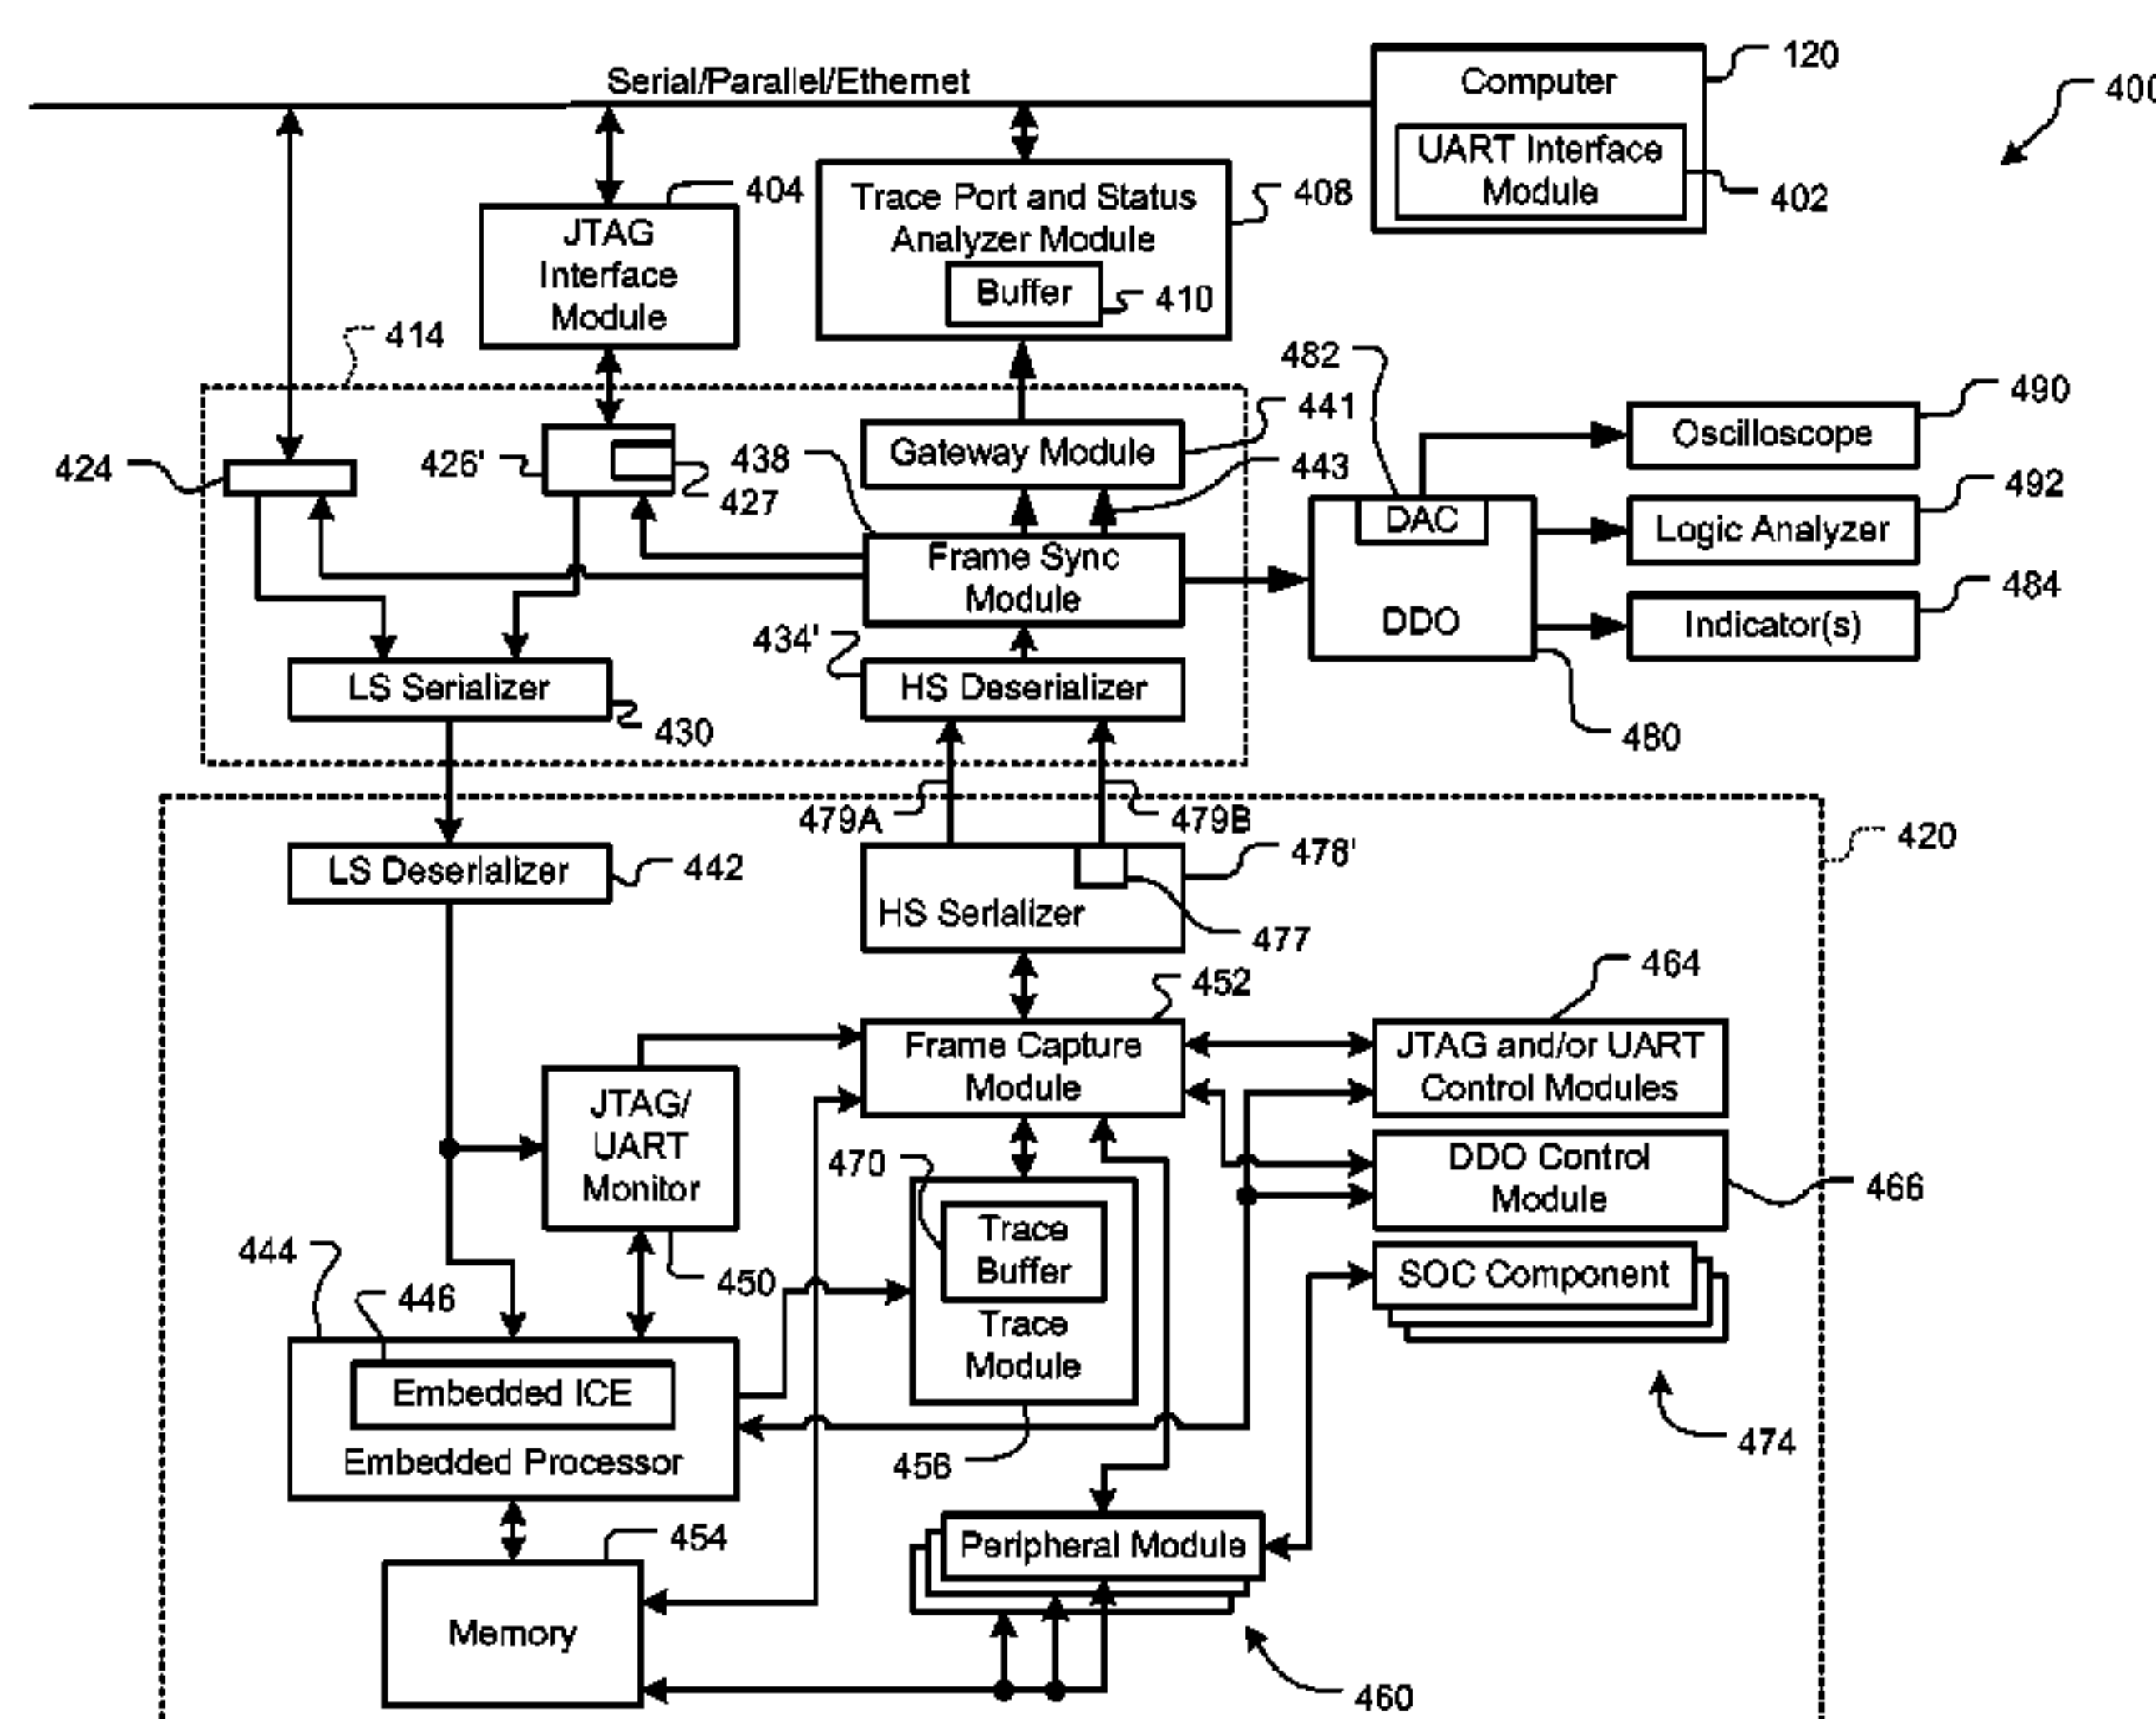 Serial/Parallel/Ethernet
Computer
120
400
UART Interface
Module
402
404
JTAG
Interface
Module
Trace Port and Status
Analyzer Module
408
Buffer
410
414
482
490
Oscilloscope
441
Gateway Module
424
426'
427
438
443
492
DAC
Logic Analyzer
Frame Sync
Module
484
DDO
Indicator(s)
434'
LS Serializer
430
HS Deserializer
480
479A
479B
420
LS Deserializer
442
478'
HS Serializer
477
464
452
Frame Capture
Module
JTAG and/or UART
Control Modules
JTAG/
UART
Monitor
470
DDO Control
Module
466
Trace
Buffer
444
450
446
SOC Component
Trace
Module
Embedded ICE
Embedded Processor
456
474
454
Peripheral Module
Memory
460